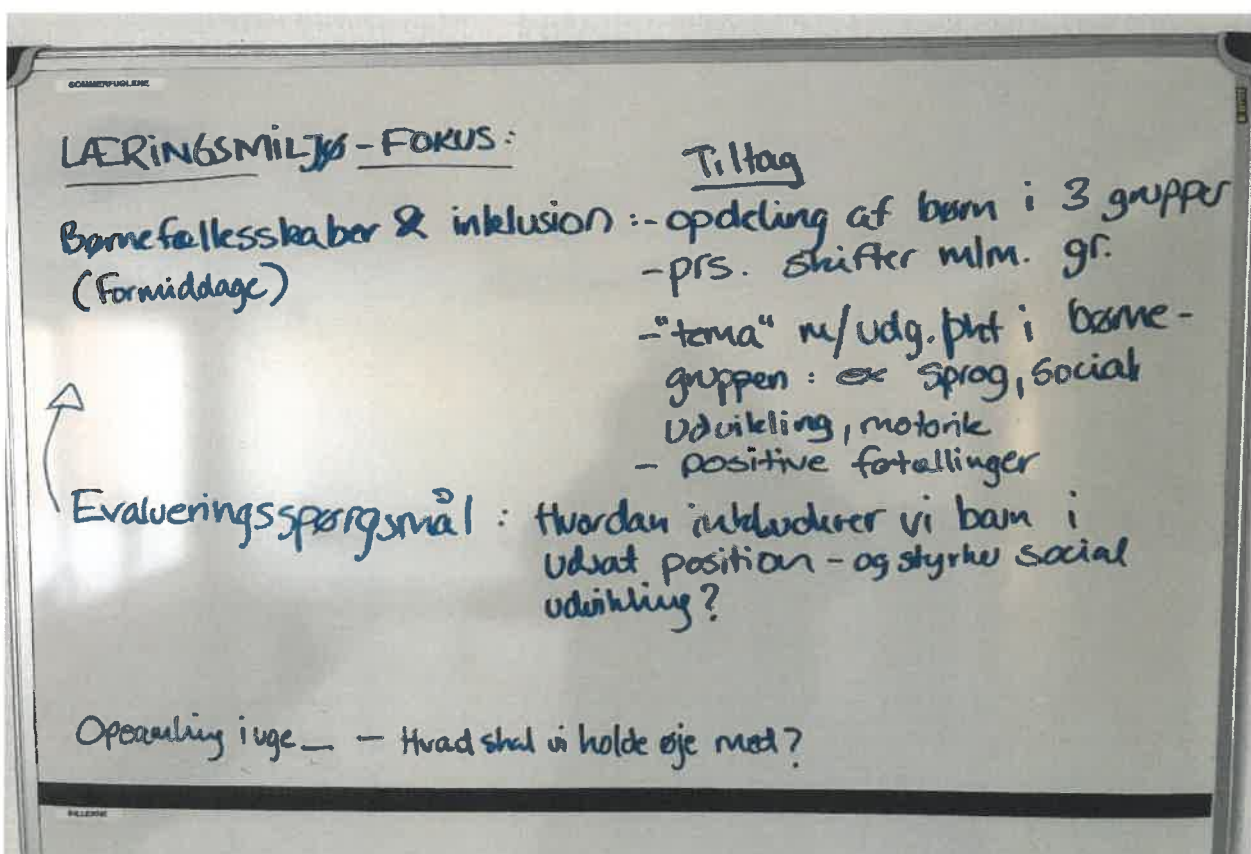 SOMMERFUGLENE
LÆRINGSMILJØ - FOKUS:
Tiltag
Børnefællesskaber & inklusion :
(Formiddage)
- opdeling af børn i 3 grupper
- prs. skifter mlm. gr.
- "tema" m/udg.pkt i børne-
gruppen : ex sprog, social
udvikling, motorik
- positive fortællinger
Evalueringsspørgsmål :
Hvordan inkluderer vi børn i
udsat position - og styrke social
udvikling?
Opsamling i uge _ - Hvad skal vi holde øje med?
BILLERNE